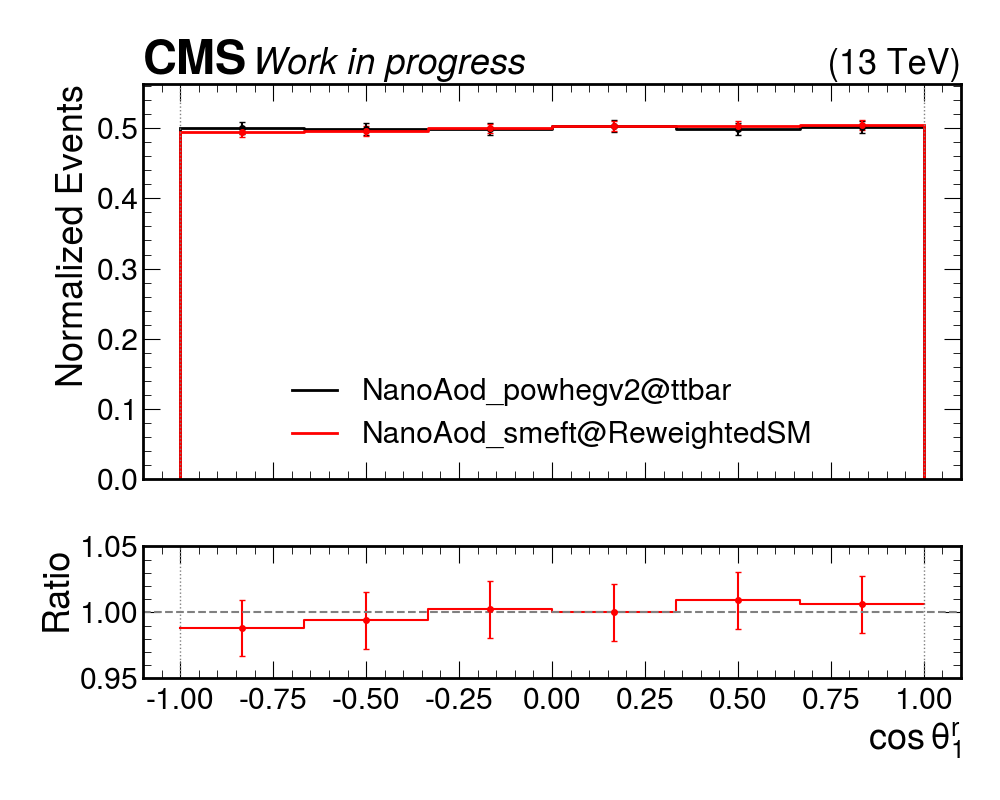 CMS Work in progress (13 TeV)
Normalized Events
0.5
0.4
0.3
0.2
0.1
0.0
NanoAod_powhegv2@ttbar
NanoAod_smeft@ReweightedSM
Ratio
1.05
1.00
0.95
-1.00 -0.75 -0.50 -0.25 0.00 0.25 0.50 0.75 1.00
cos θ₁ʳ